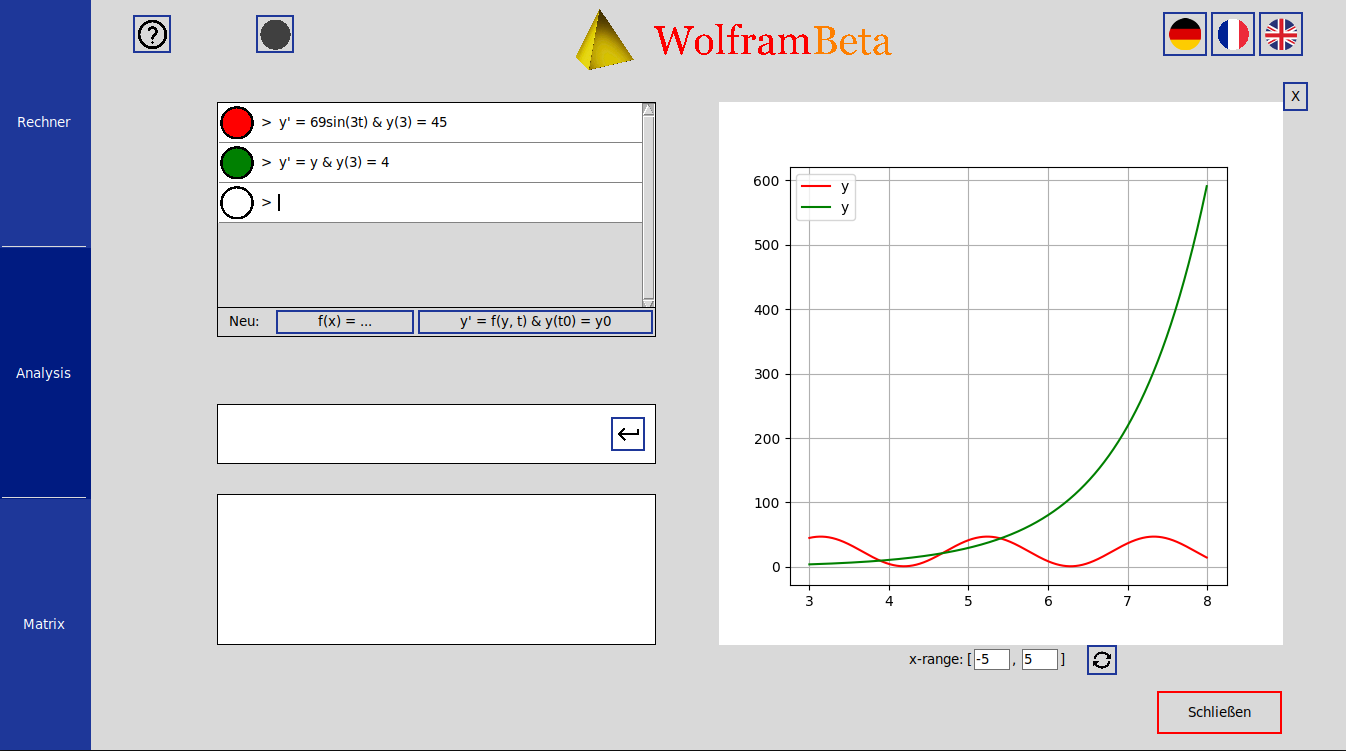 ?
WolframBeta
X
Rechner
Analysis
Matrix
> y' = 69sin(3t) & y(3) = 45
> y' = y & y(3) = 4
>
Neu: f(x) = ... y' = f(y, t) & y(t0) = y0
y
y
600
500
400
300
200
100
0
3 4 5 6 7 8
x-range: [ -5 , 5 ]
Schließen